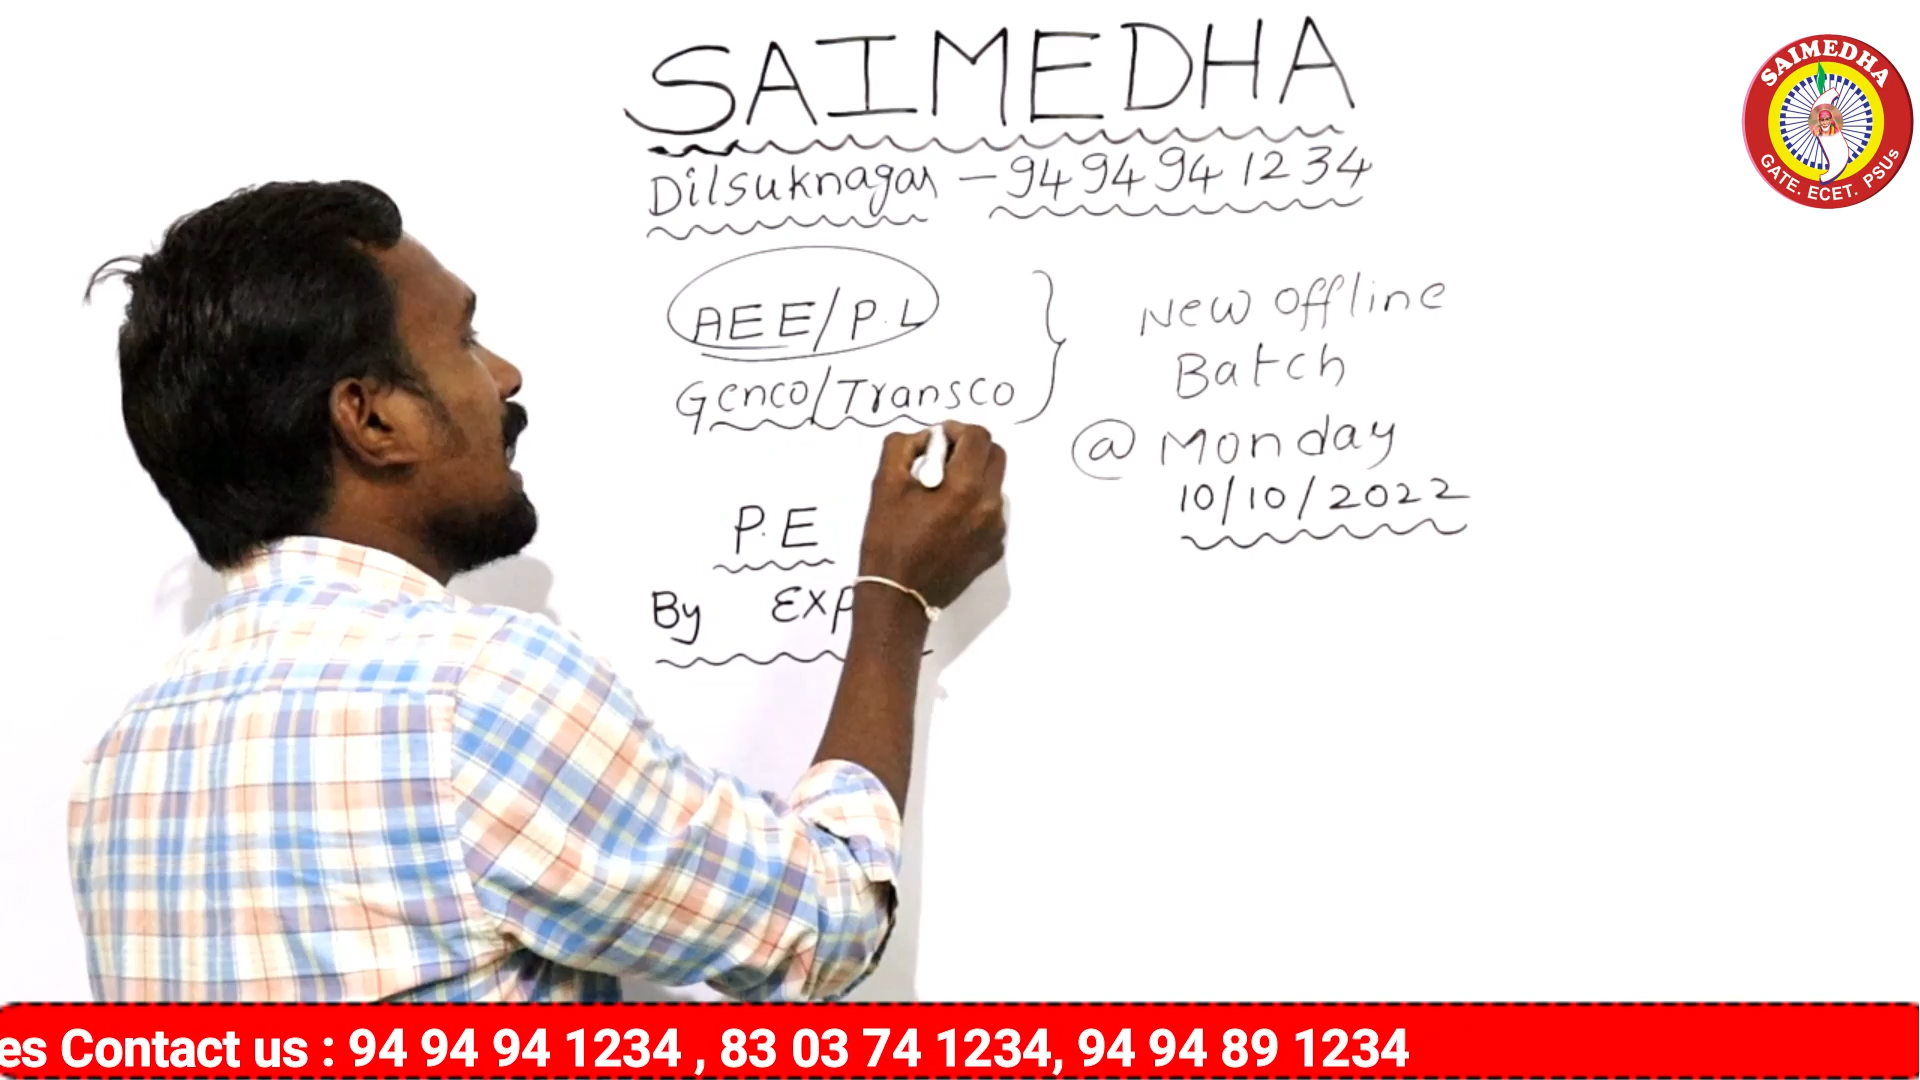 SAIMEDHA
Dilsuknagar - 94 94 94 1234
AEE/P.L
Genco/Transco
New Offline
Batch
@ Monday
10/10/2022
P.E
By
SAIMEDHA
GATE. ECET. PSUs
es Contact us : 94 94 94 1234 , 83 03 74 1234, 94 94 89 1234